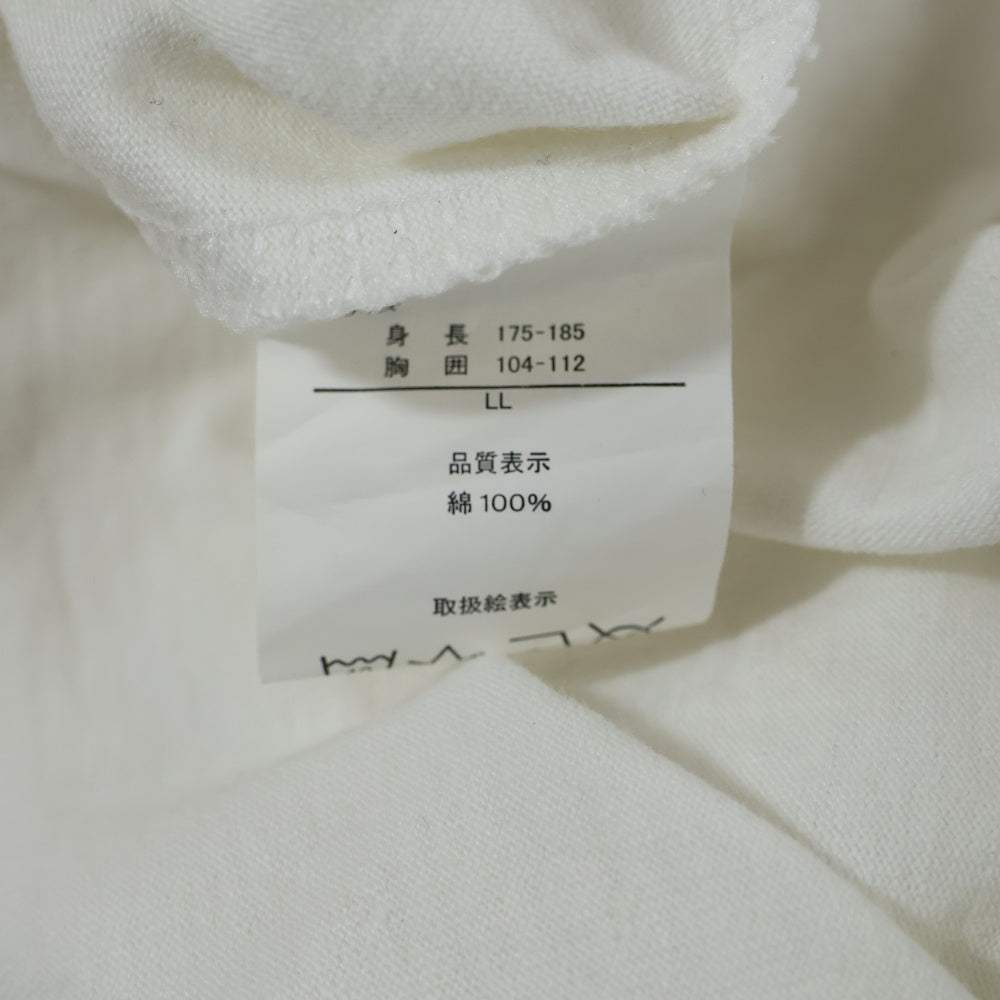 身 長 175-185
胸 囲 104-112
LL
品質表示
綿 100%
取扱絵表示